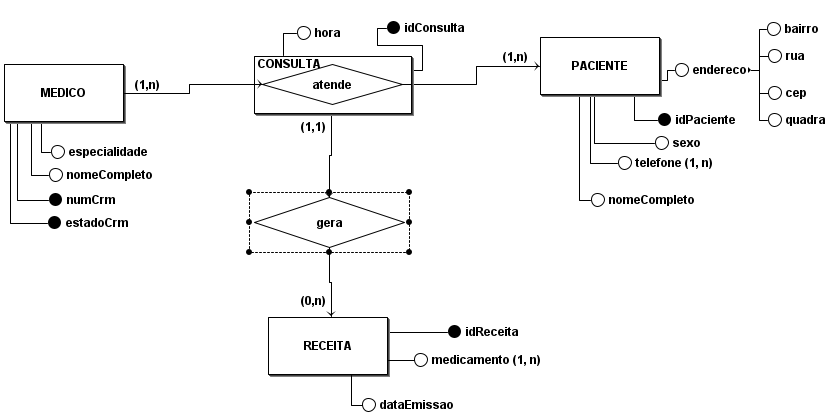 hora
idConsulta
bairro
CONSULTA
(1,n)
PACIENTE
rua
MEDICO
(1,n)
atende
endereco
cep
(1,1)
idPaciente
quadra
especialidade
sexo
nomeCompleto
telefone (1, n)
numCrm
nomeCompleto
estadoCrm
gera
(0,n)
idReceita
RECEITA
medicamento (1, n)
dataEmissao